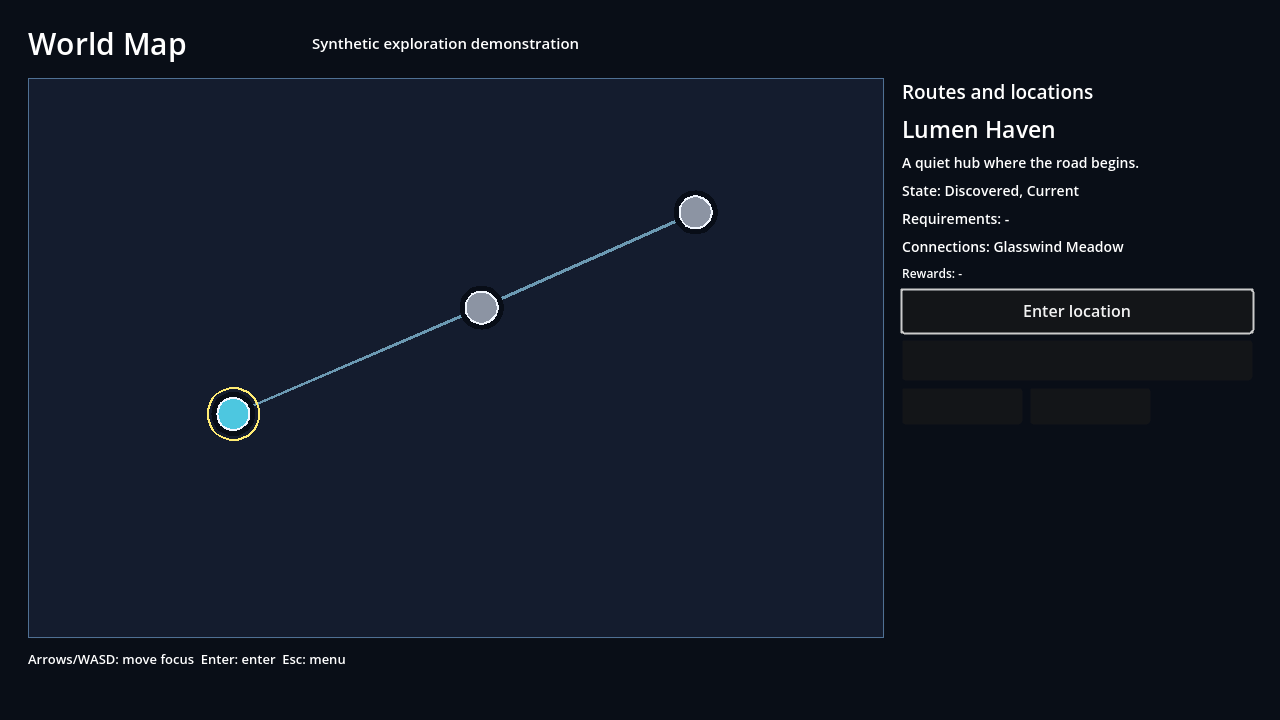 World Map
Synthetic exploration demonstration
Routes and locations
Lumen Haven
A quiet hub where the road begins.
State: Discovered, Current
Requirements: -
Connections: Glasswind Meadow
Rewards: -
Enter location
Arrows/WASD: move focus  Enter: enter  Esc: menu